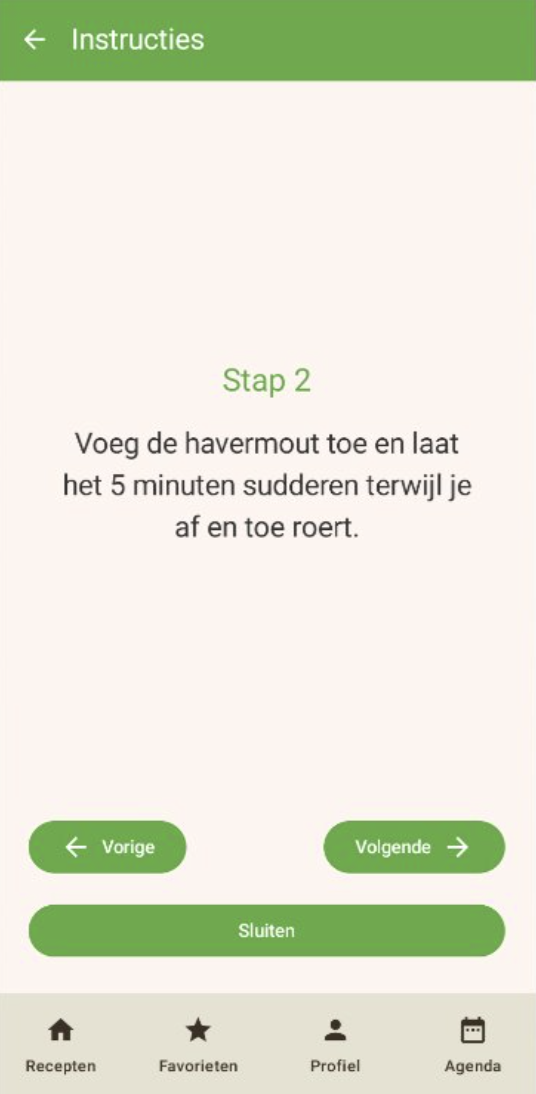 Instructies
Stap 2
Voeg de havermout toe en laat
het 5 minuten sudderen terwijl je
af en toe roert.
Vorige
Volgende
Sluiten
Recepten
Favorieten
Profiel
Agenda